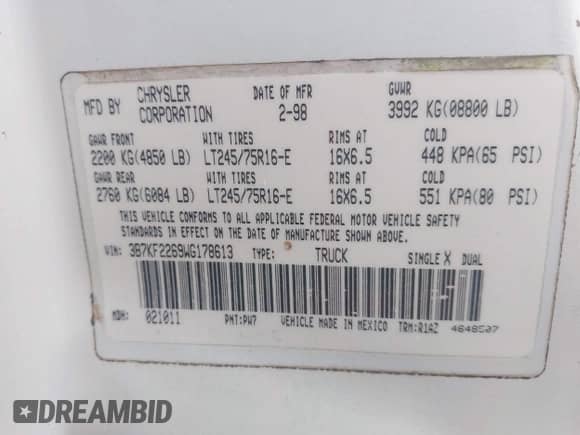 MFD BY CHRYSLER CORPORATION DATE OF MFR 2-98 GVWR 3992 KG(08800 LB)
GAWR FRONT WITH TIRES RIMS AT COLD
2200 KG(4850 LB) LT245/75R16-E 16X6.5 448 KPA(65 PSI)
GAWR REAR WITH TIRES RIMS AT COLD
2760 KG(6084 LB) LT245/75R16-E 16X6.5 551 KPA(80 PSI)
THIS VEHICLE CONFORMS TO ALL APPLICABLE FEDERAL MOTOR VEHICLE SAFETY
STANDARDS IN EFFECT ON THE DATE OF MANUFACTURE SHOWN ABOVE.
VIN: 3B7KF2269WG178613 TYPE: TRUCK SINGLE X DUAL
MDH: 021011 PNT:PW7 VEHICLE MADE IN MEXICO TRM:R1AZ 4648507
DREAMBID